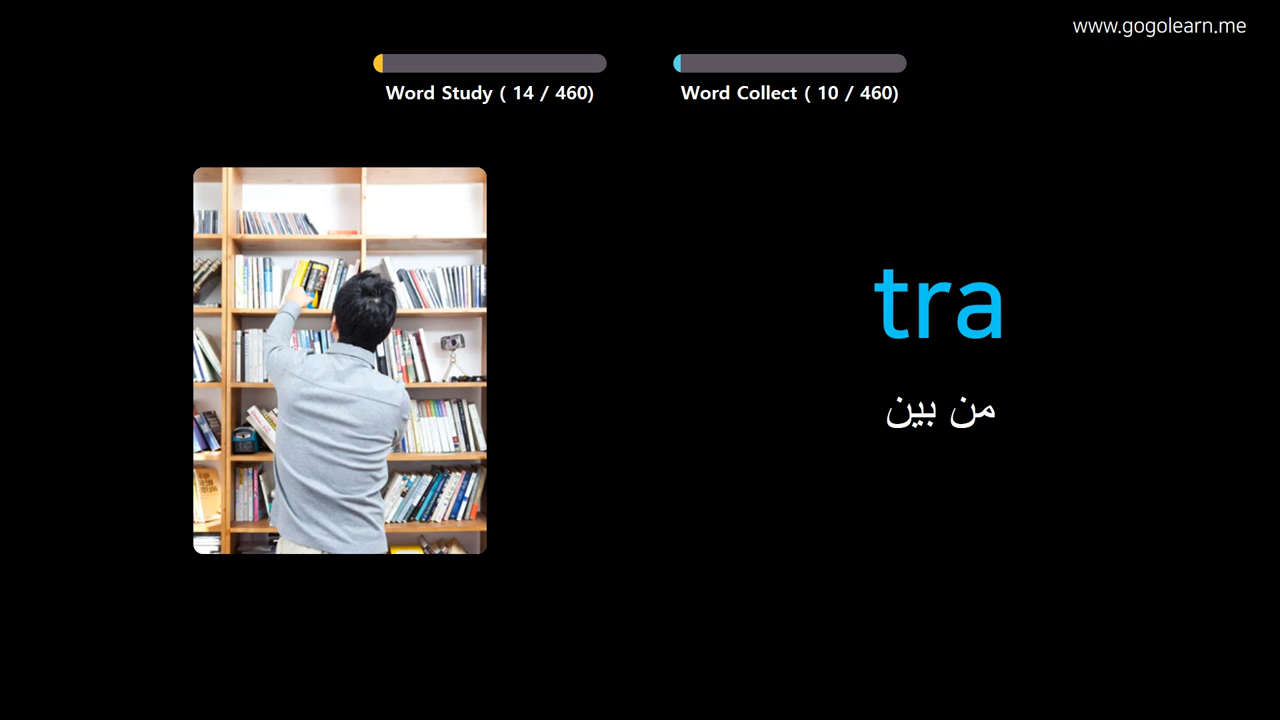 www.gogolearn.me
Word Study ( 14 / 460)
Word Collect ( 10 / 460)
tra
من بين